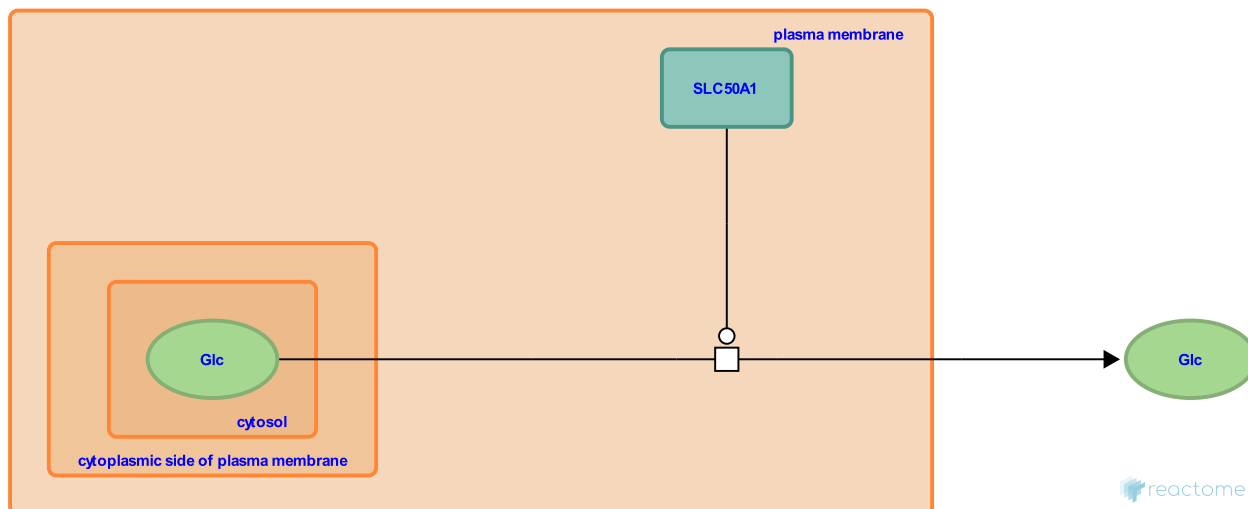 plasma membrane
SLC50A1
Glc
Glc
cytosol
cytoplasmic side of plasma membrane
reactome